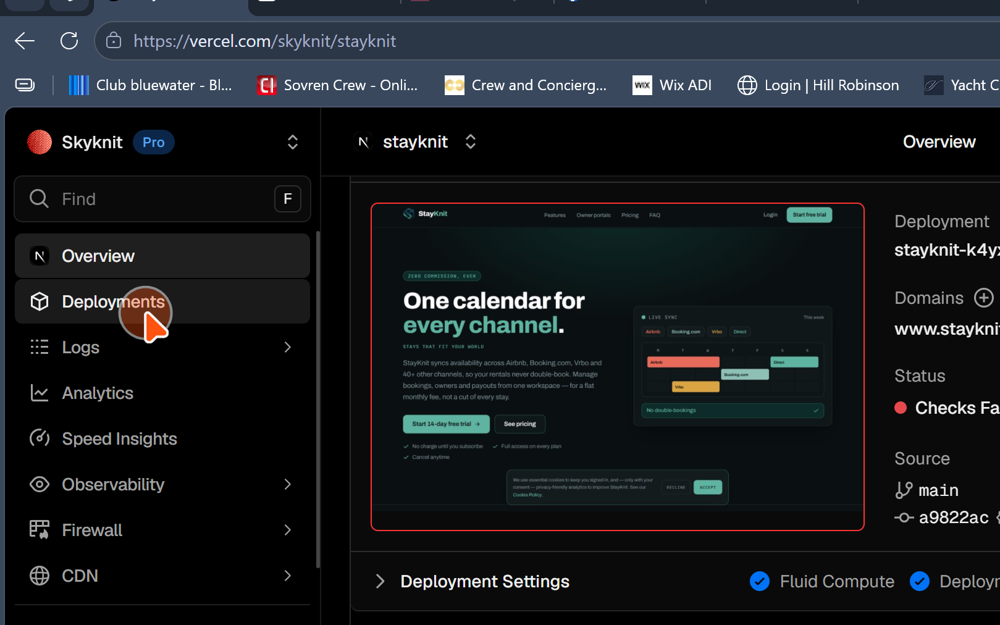 https://vercel.com/skyknit/stayknit
Club bluewater - Bl...
Sovren Crew - Onli...
Crew and Concierg...
Wix ADI
Login | Hill Robinson
Yacht C
Skyknit
Pro
stayknit
Overview
Find
F
Overview
Deployments
Logs
Analytics
Speed Insights
Observability
Firewall
CDN
StayKnit
Features
Owner portals
Pricing
FAQ
Login
Start free trial
ZERO COMMISSION, EVER
One calendar for
every channel.
STAYS THAT FIT YOUR WORLD
StayKnit syncs availability across Airbnb, Booking.com, Vrbo and
40+ other channels, so your rentals never double-book. Manage
bookings, owners and payouts from one workspace — for a flat
monthly fee, not a cut of every stay.
Start 14-day free trial →
See pricing
No charge until you subscribe
Full access on every plan
Cancel anytime
LIVE SYNC
This week
Airbnb
Booking.com
Vrbo
Direct
M T W T F S S
Airbnb
Direct
Booking.com
Vrbo
No double-bookings
We use essential cookies to keep you signed in, and — only with your
consent — privacy-friendly analytics to improve StayKnit. See our
Cookie Policy.
DECLINE
ACCEPT
Deployment
stayknit-k4y
Domains
www.staykni
Status
Checks Fa
Source
main
a9822ac
Deployment Settings
Fluid Compute
Deployr